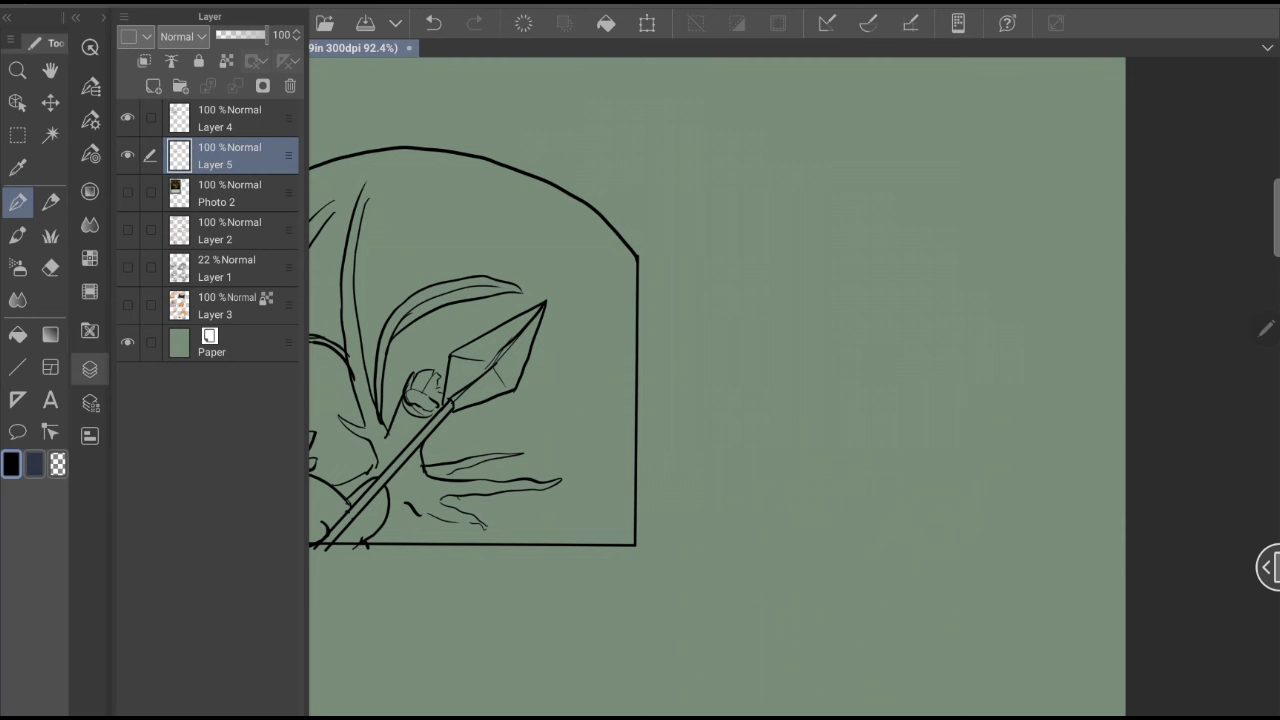 Layer
Too
Normal
100
9in 300dpi 92.4%)
100 %Normal
Layer 4
100 %Normal
Layer 5
100 %Normal
Photo 2
100 %Normal
Layer 2
22 %Normal
Layer 1
100 %Normal
Layer 3
Paper